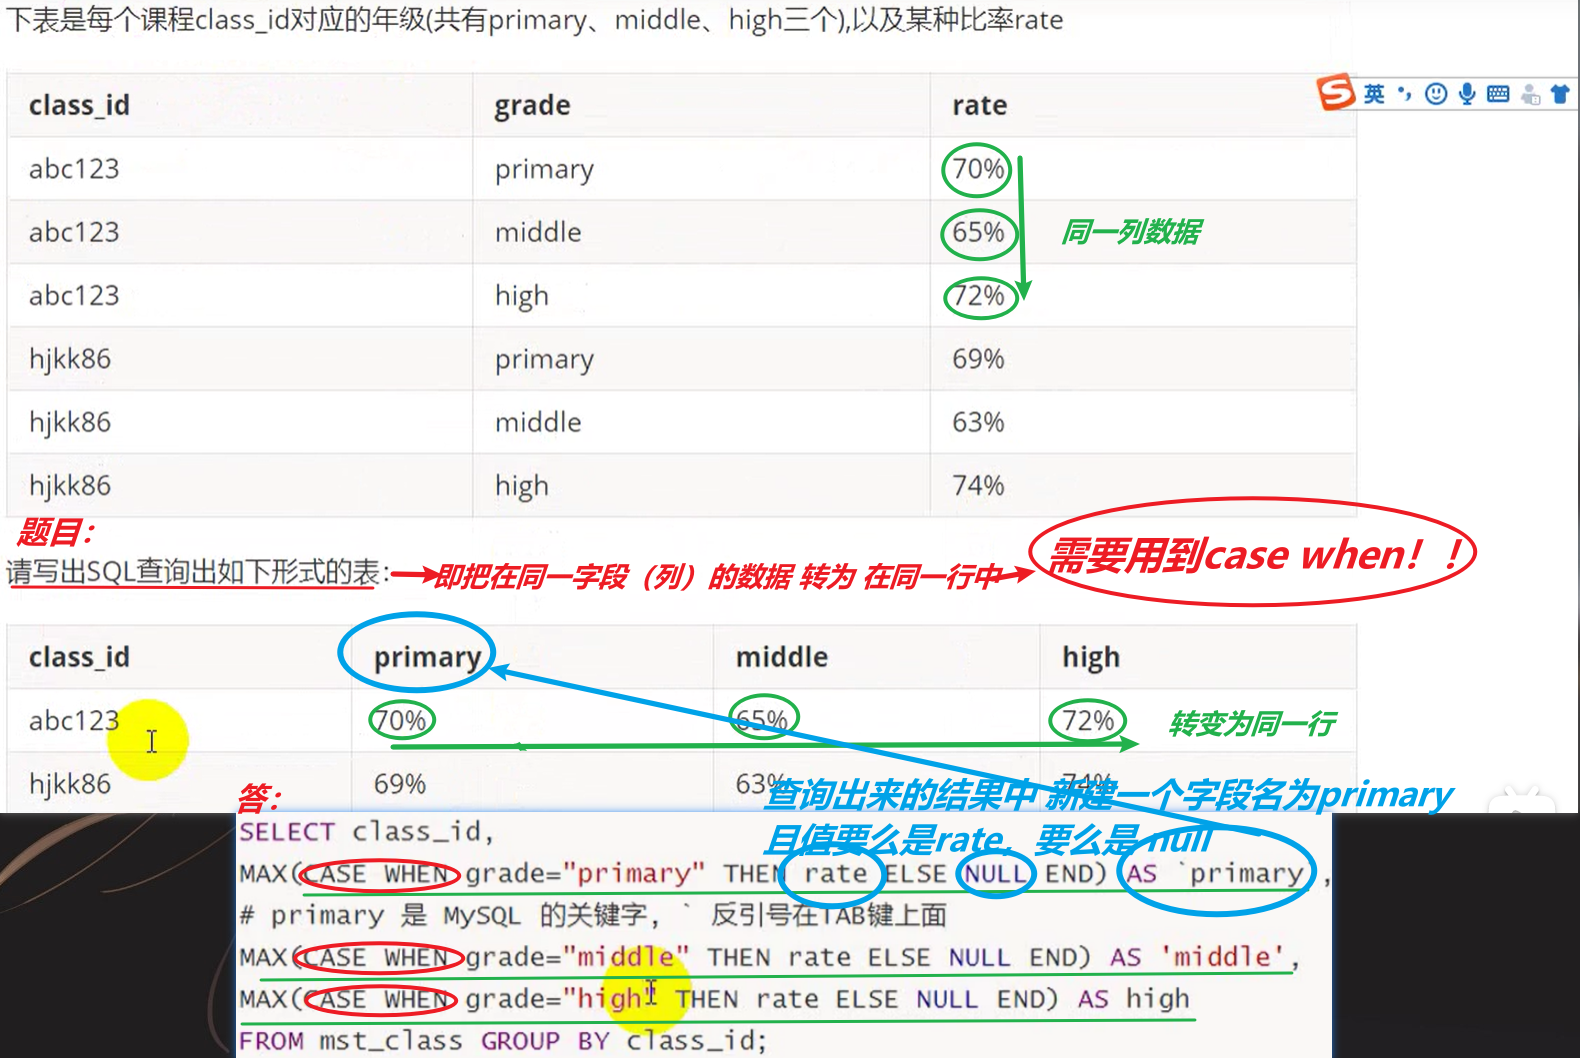 下表是每个课程class_id对应的年级(共有primary、middle、high三个),以及某种比率rate
英
class_id grade rate
abc123 primary 70%
abc123 middle 65%
同一列数据
abc123 high 72%
hjkk86 primary 69%
hjkk86 middle 63%
hjkk86 high 74%
题目：
请写出SQL查询出如下形式的表：
即把在同一字段（列）的数据 转为 在同一行中
需要用到case when！！
class_id primary middle high
abc123 70% 65% 72%
转变为同一行
hjkk86 69% 63% 74%
查询出来的结果中 新建一个字段名为primary
且值要么是rate，要么是 null
答：
SELECT class_id,
MAX(CASE WHEN grade="primary" THEN rate ELSE NULL END) AS `primary`,
# primary 是 MySQL 的关键字，` 反引号在TAB键上面
MAX(CASE WHEN grade="middle" THEN rate ELSE NULL END) AS 'middle',
MAX(CASE WHEN grade="high" THEN rate ELSE NULL END) AS high
FROM mst_class GROUP BY class_id;